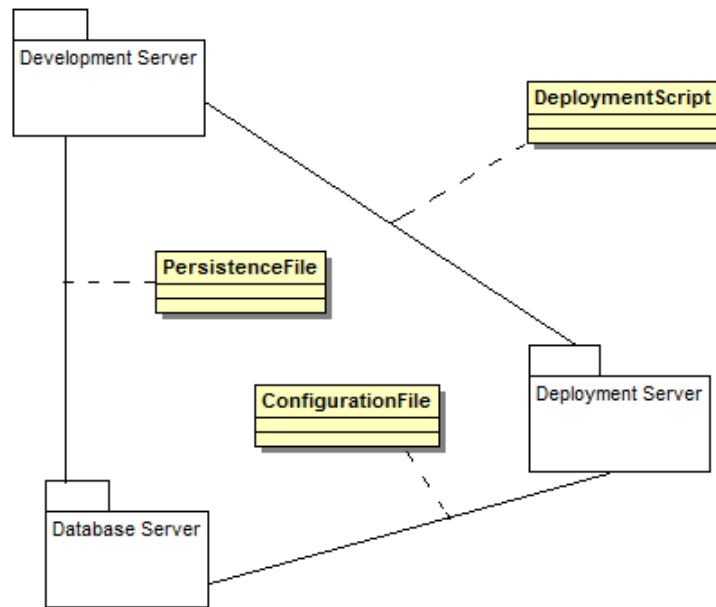 Development Server
DeploymentScript
PersistenceFile
Deployment Server
ConfigurationFile
Database Server